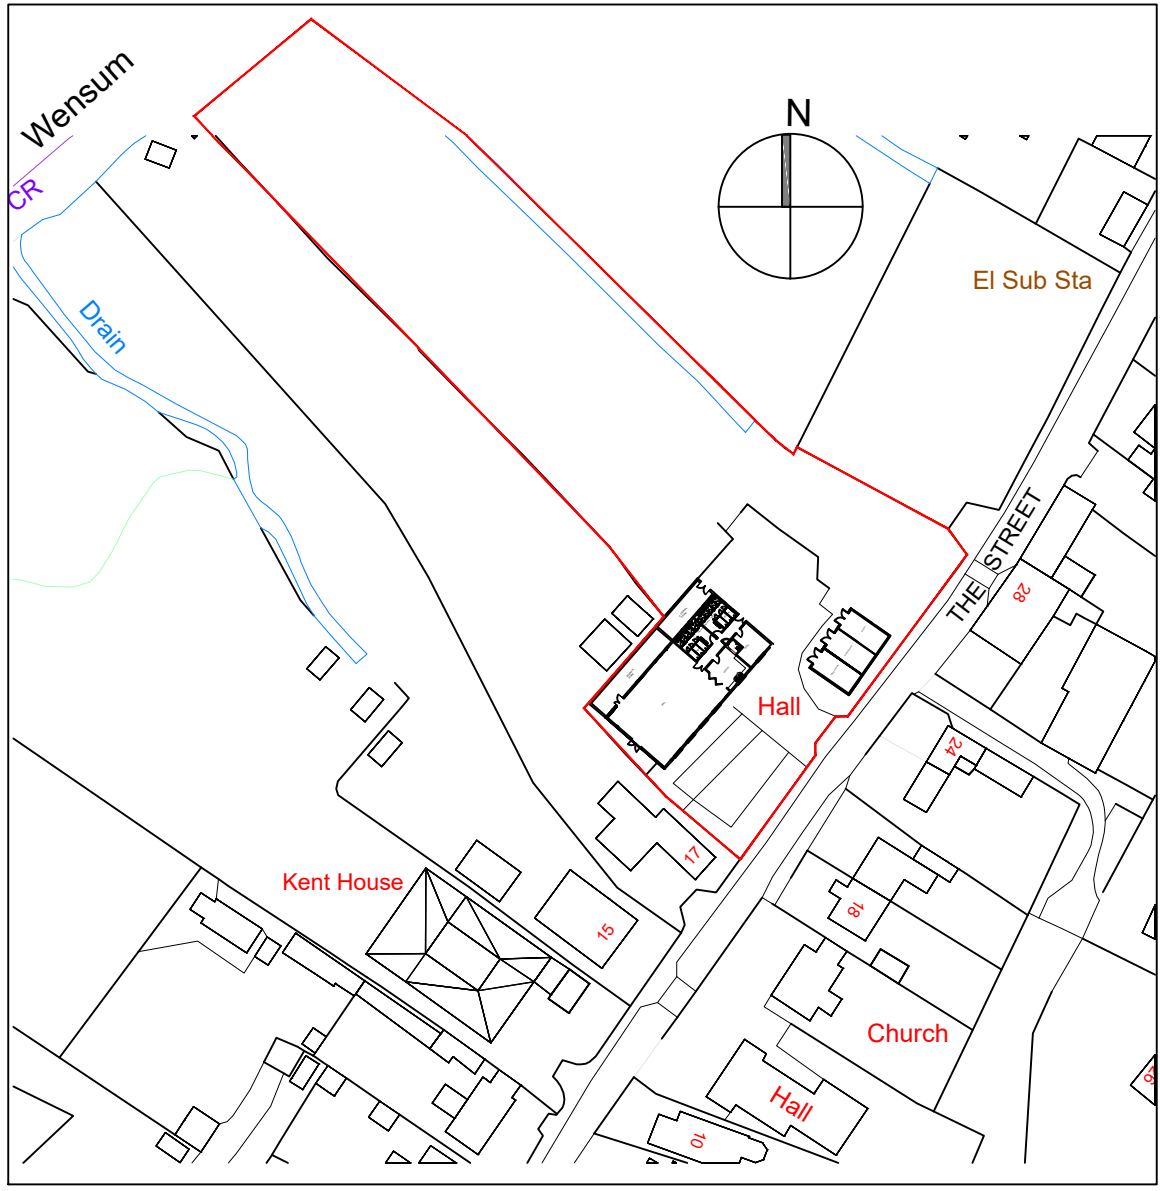 Wensum
N
CR
El Sub Sta
Drain
THE STREET
28
Hall
24
17
Kent House
18
15
Church
Hall
10